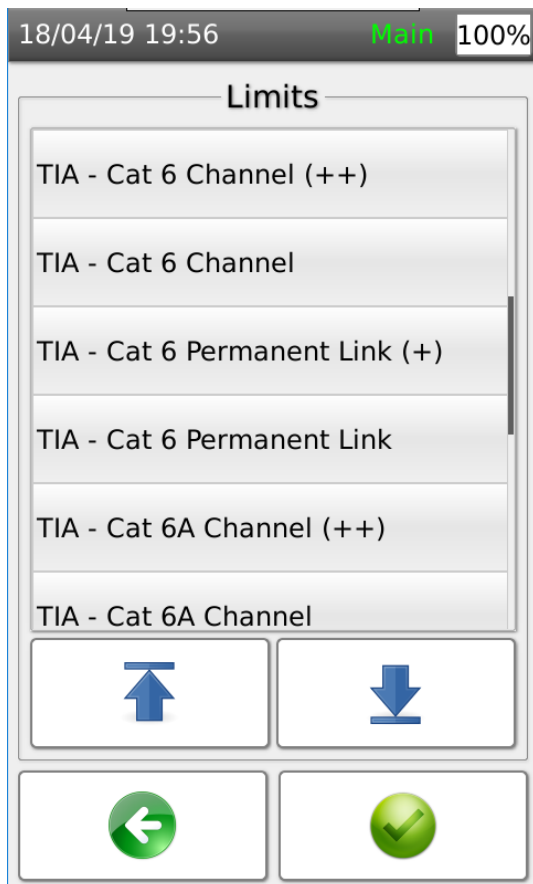 18/04/19 19:56 Main 100%
Limits
TIA - Cat 6 Channel (++)
TIA - Cat 6 Channel
TIA - Cat 6 Permanent Link (+)
TIA - Cat 6 Permanent Link
TIA - Cat 6A Channel (++)
TIA - Cat 6A Channel